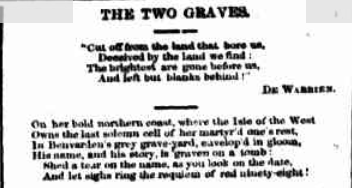 THE TWO GRAVES.
"Cut off from the land that bore us,
Deceived by the land we find;
The brightest are gone before us,
And left but blanks behind!"
DE WARRIEN.
On her bold northern coast, where the Isle of the West
Owns the last solemn cell of her martyr'd one's rest,
In Benvarden's grey grave-yard, envelop'd in gloom,
His name, and his story, is graven on a tomb:
Shed a tear on the name, as you look on the date,
And let sighs ring the requiem of red ninety-eight!